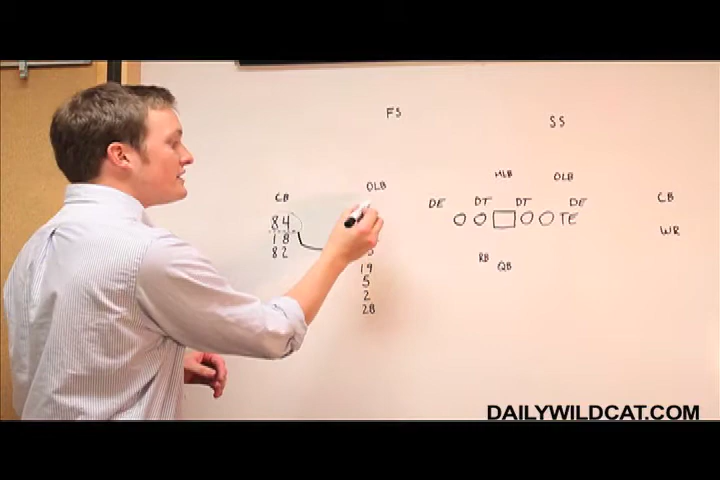 FS
SS
OLB
MLB
OLB
CB
DE
DT
DT
DE
CB
84
18
82
TE
WR
RB
QB
19
5
2
28
DAILYWILDCAT.COM